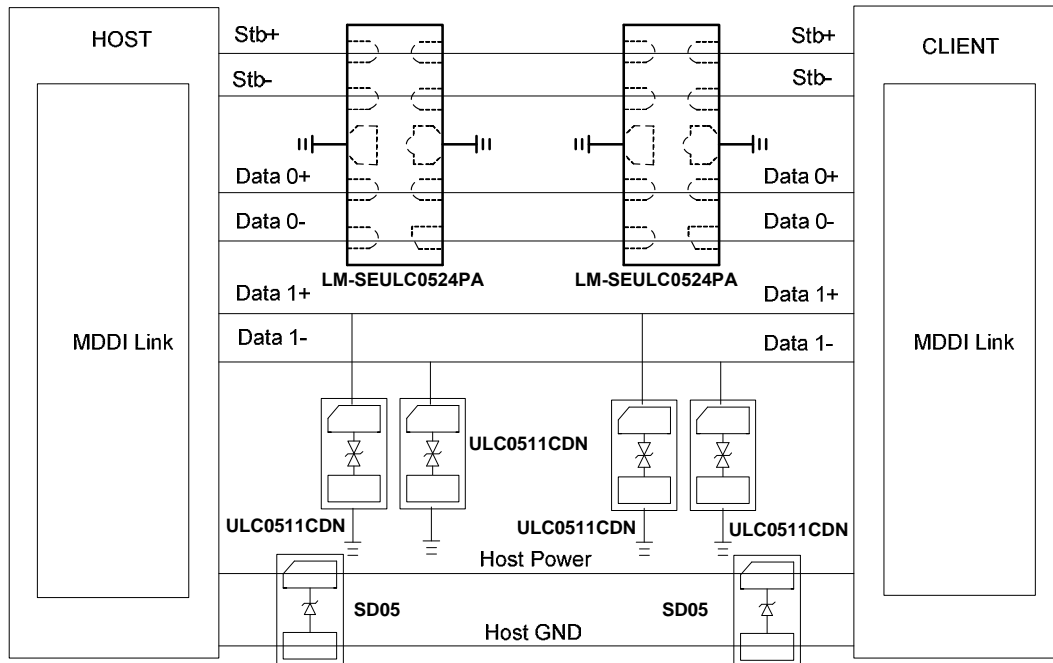 HOST
Stb+
Stb+
CLIENT
Stb-
Stb-
Data 0+
Data 0+
Data 0-
Data 0-
LM-SEULC0524PA
LM-SEULC0524PA
Data 1+
Data 1+
MDDI Link
Data 1-
Data 1-
MDDI Link
ULC0511CDN
ULC0511CDN
ULC0511CDN
ULC0511CDN
Host Power
SD05
SD05
Host GND